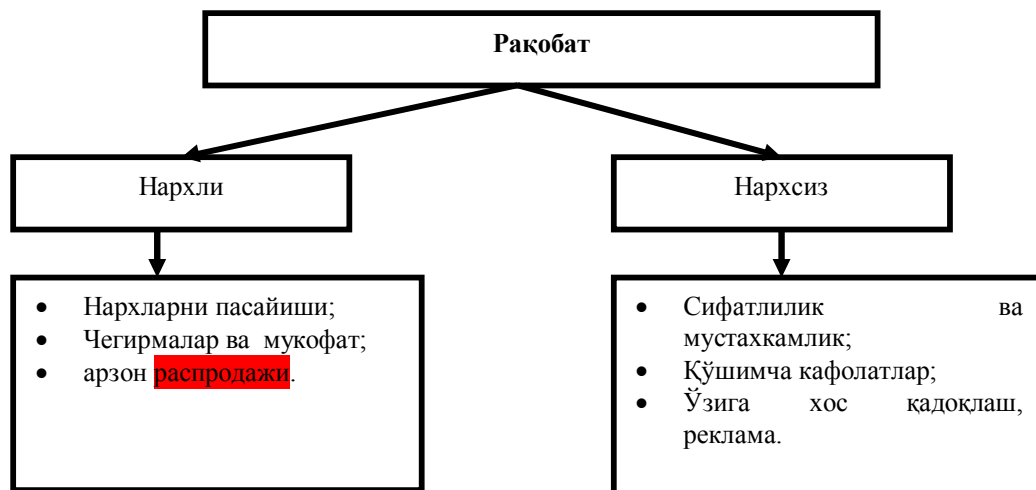 Рақобат
Нархли
Нархсиз
• Нархларни пасайиши;
• Чегирмалар ва мукофат;
• арзон распродажи.
• Сифатлилик ва
мустахкамлик;
• Қўшимча кафолатлар;
• Ўзига хос қадоқлаш,
реклама.